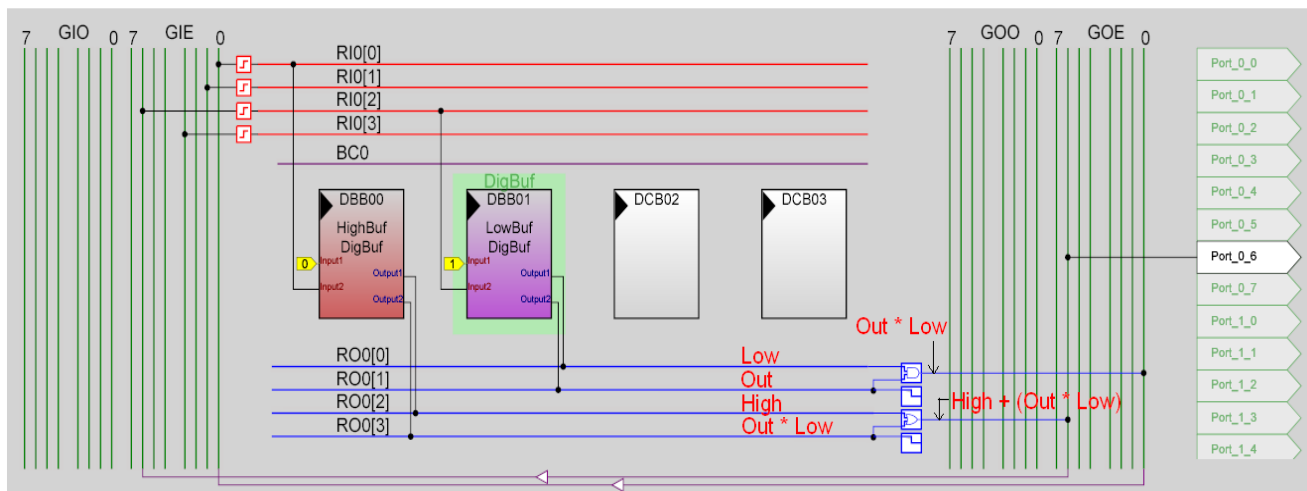 7 GIO 0 7 GIE 0
7 GOO 0 7 GOE 0
RI0[0]
RI0[1]
RI0[2]
RI0[3]
BC0
DigBuf
DBB00
HighBuf
DigBuf
0
Input1
Input2
Output1
Output2
DBB01
LowBuf
DigBuf
1
Input1
Input2
Output1
Output2
DCB02
DCB03
Out * Low
RO0[0]
Low
RO0[1]
Out
RO0[2]
High
High + (Out * Low)
RO0[3]
Out * Low
Port_0_0
Port_0_1
Port_0_2
Port_0_3
Port_0_4
Port_0_5
Port_0_6
Port_0_7
Port_1_0
Port_1_1
Port_1_2
Port_1_3
Port_1_4